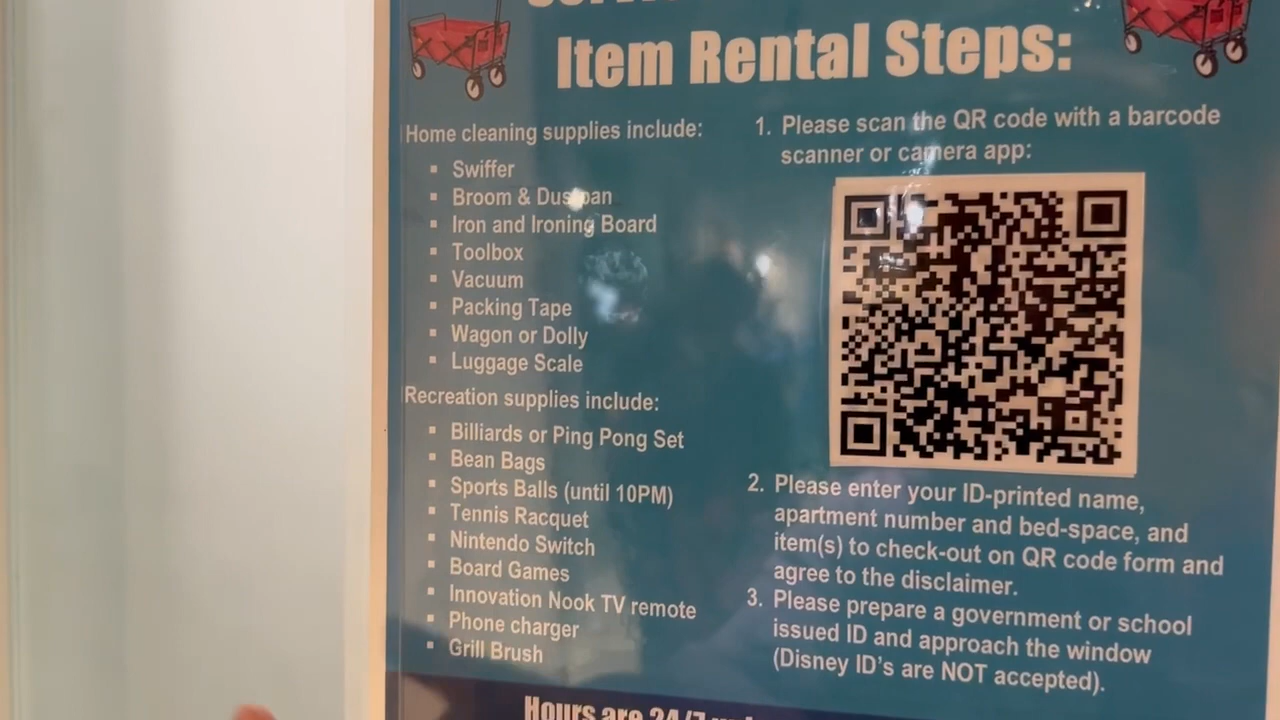 Item Rental Steps:
Home cleaning supplies include:
▪ Swiffer
▪ Broom & Dustpan
▪ Iron and Ironing Board
▪ Toolbox
▪ Vacuum
▪ Packing Tape
▪ Wagon or Dolly
▪ Luggage Scale
Recreation supplies include:
▪ Billiards or Ping Pong Set
▪ Bean Bags
▪ Sports Balls (until 10PM)
▪ Tennis Racquet
▪ Nintendo Switch
▪ Board Games
▪ Innovation Nook TV remote
▪ Phone charger
▪ Grill Brush
1. Please scan the QR code with a barcode
scanner or camera app:
2. Please enter your ID-printed name,
apartment number and bed-space, and
item(s) to check-out on QR code form and
agree to the disclaimer.
3. Please prepare a government or school
issued ID and approach the window
(Disney ID's are NOT accepted).
Hours are 24/7